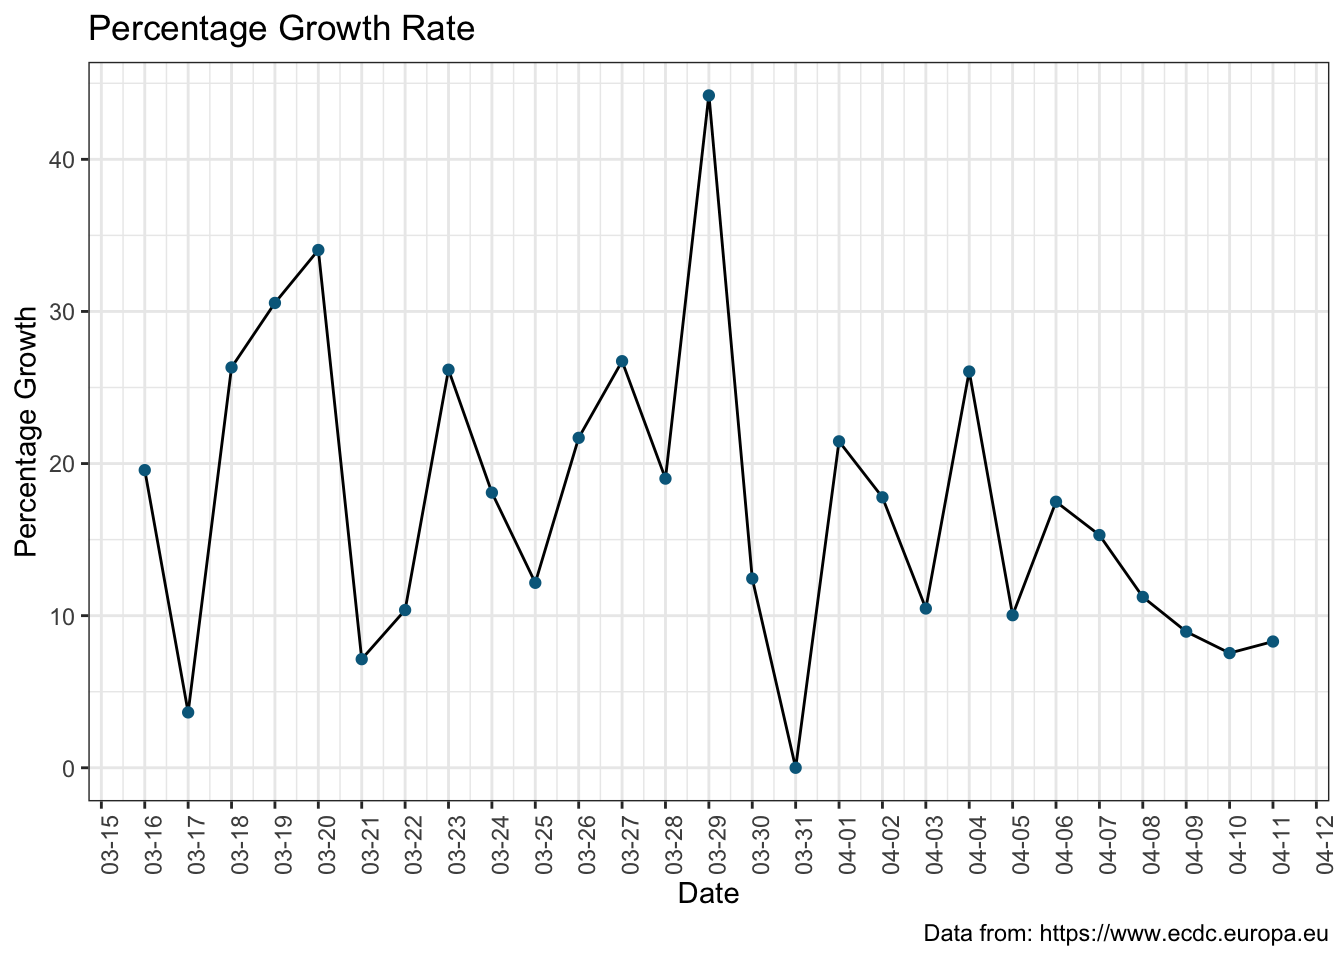 Percentage Growth Rate
Percentage Growth
40
30
20
10
0
03-15 03-16 03-17 03-18 03-19 03-20 03-21 03-22 03-23 03-24 03-25 03-26 03-27 03-28 03-29 03-30 03-31 04-01 04-02 04-03 04-04 04-05 04-06 04-07 04-08 04-09 04-10 04-11 04-12
Date
Data from: https://www.ecdc.europa.eu